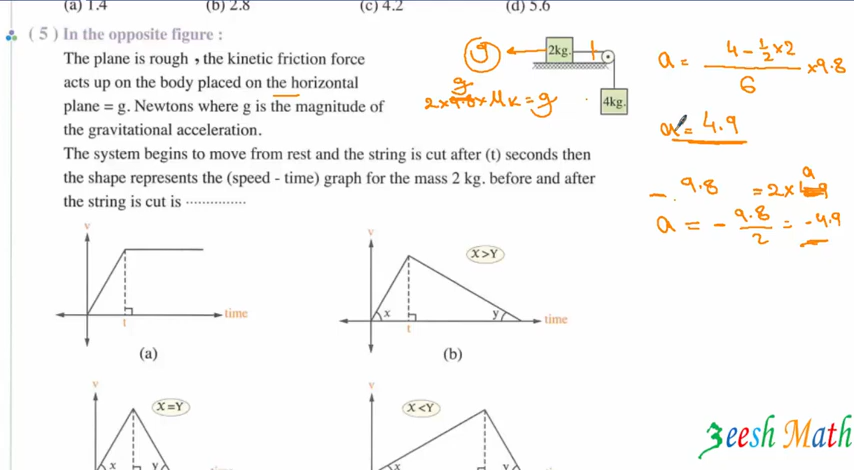 (a) 1.4 (b) 2.8 (c) 4.2 (d) 5.6
(5) In the opposite figure :
The plane is rough , the kinetic friction force
acts up on the body placed on the horizontal
plane = g. Newtons where g is the magnitude of
the gravitational acceleration.
The system begins to move from rest and the string is cut after (t) seconds then
the shape represents the (speed - time) graph for the mass 2 kg. before and after
the string is cut is ...............
g 2kg.
4kg.
g
2×9.8×μk=g
a = (4 - 1/2×2)/6 ×9.8
a = 4.9
- 9.8 = 2× a
a = - 9.8/2 = -4.9
v
time
t
(a)
v
X>Y
x y
time
t
(b)
v
X=Y
x y
v
X<Y
x y
Zeesh Math